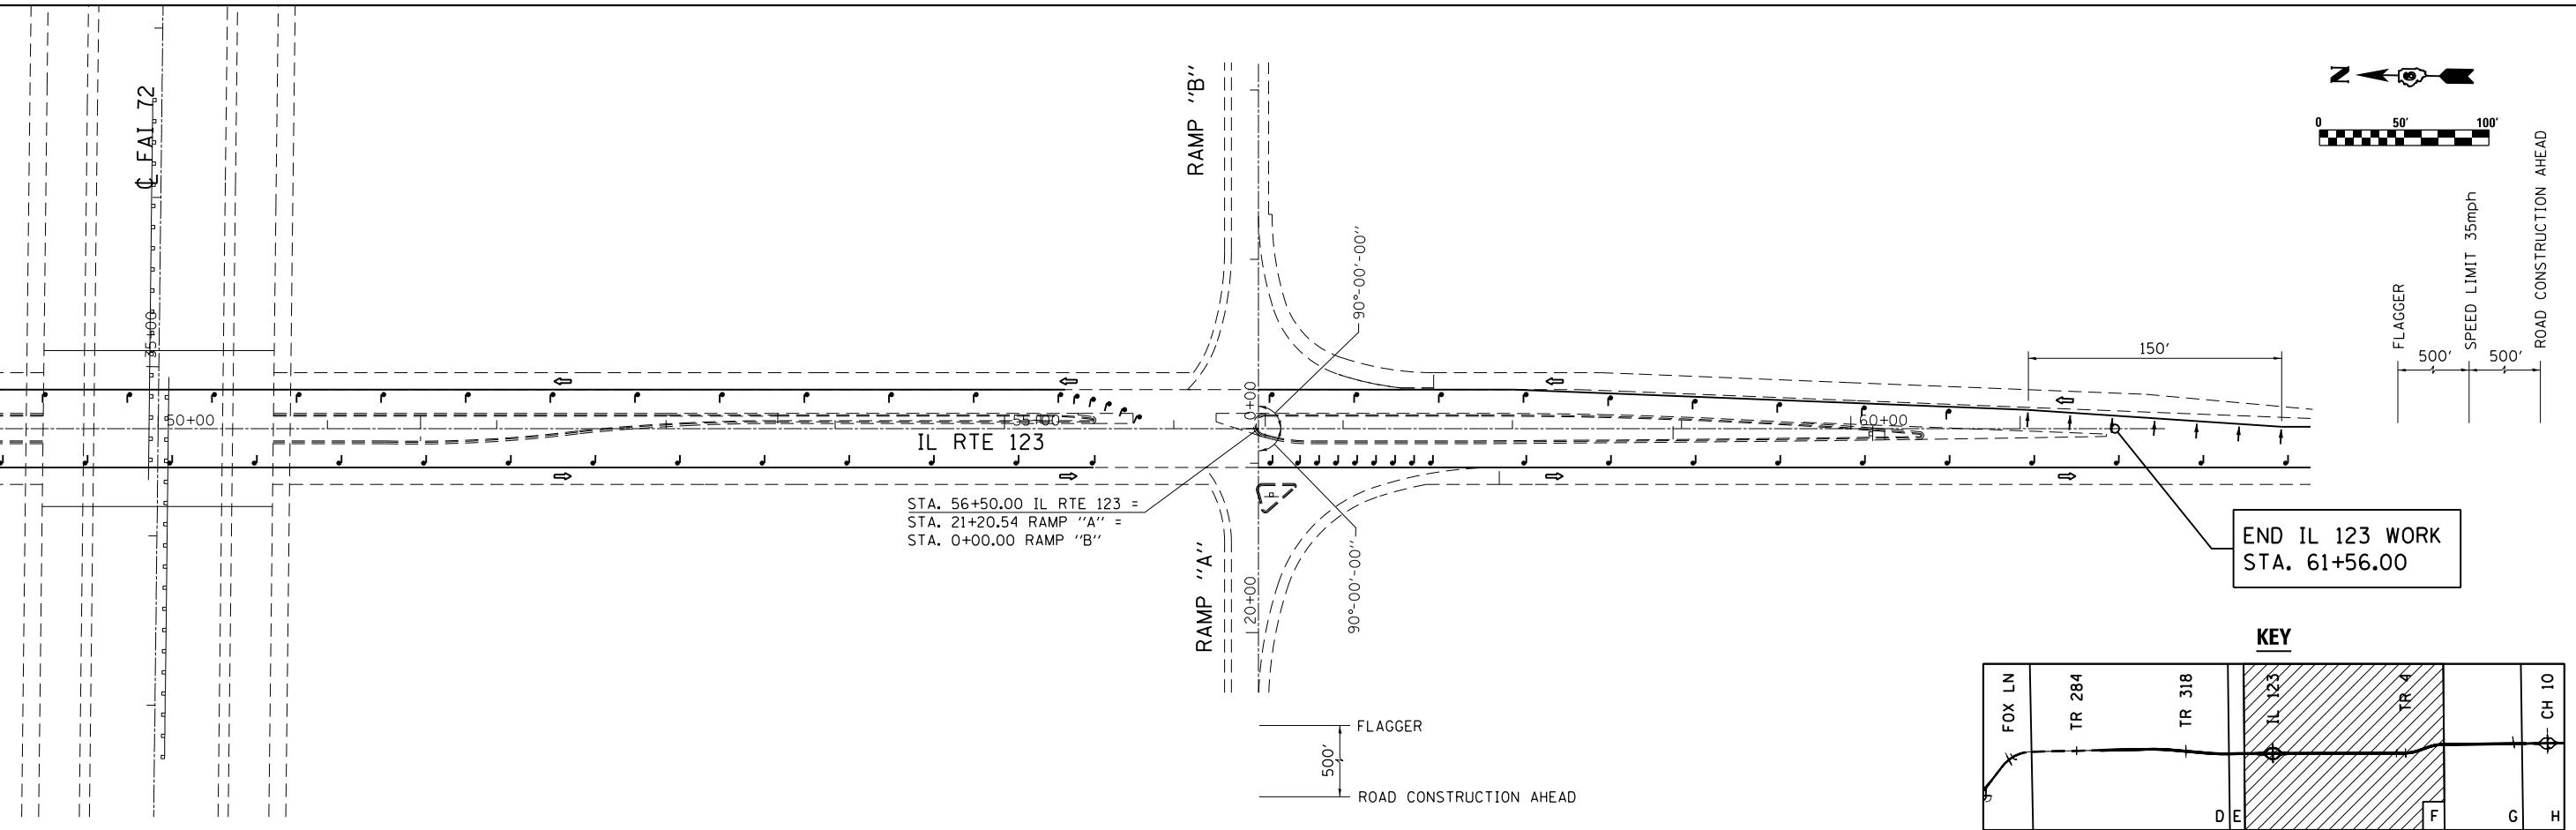 ℄ FAI 72
RAMP "B"
N
0 50' 100'
FLAGGER
SPEED LIMIT 35mph
ROAD CONSTRUCTION AHEAD
500' 500'
90°-00'-00"
35+00
150'
50+00
55+00
0+00
60+00
IL RTE 123
STA. 56+50.00 IL RTE 123 =
STA. 21+20.54 RAMP "A" =
STA. 0+00.00 RAMP "B"
RAMP "A"
20+00
90°-00'-00"
END IL 123 WORK
STA. 61+56.00
KEY
FOX LN
TR 284
TR 318
IL 123
TR 4
CH 10
D E F G H
FLAGGER
500'
ROAD CONSTRUCTION AHEAD